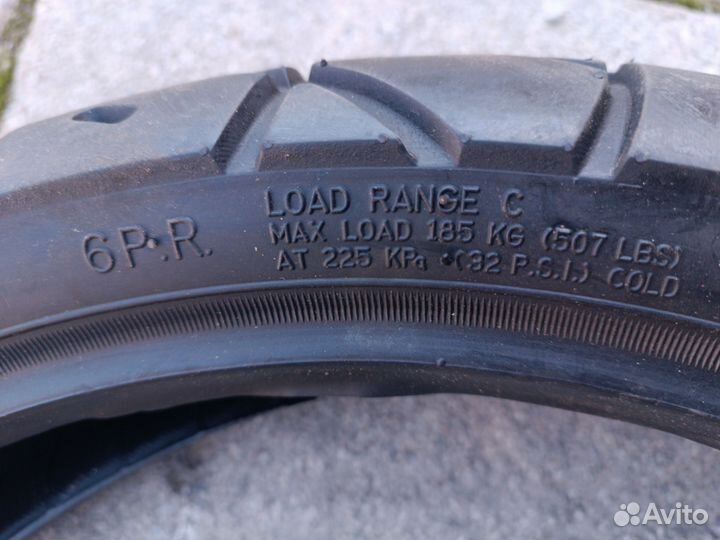 6P.R.
LOAD RANGE C
MAX LOAD 185 KG (507 LBS)
AT 225 KPa (32 P.S.I.) COLD
Avito